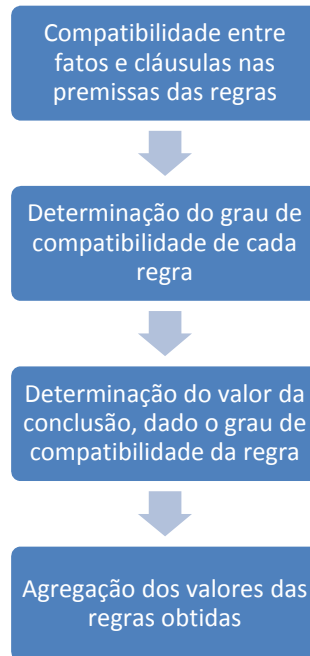 Compatibilidade entre
fatos e cláusulas nas
premissas das regras
Determinação do grau de
compatibilidade de cada
regra
Determinação do valor da
conclusão, dado o grau de
compatibilidade da regra
Agregação dos valores das
regras obtidas